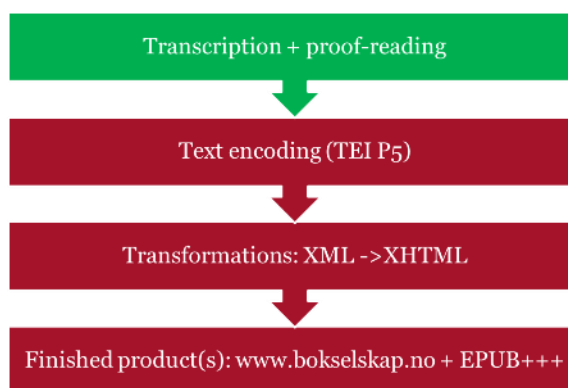 Transcription + proof-reading
Text encoding (TEI P5)
Transformations: XML ->XHTML
Finished product(s): www.bokselskap.no + EPUB+++